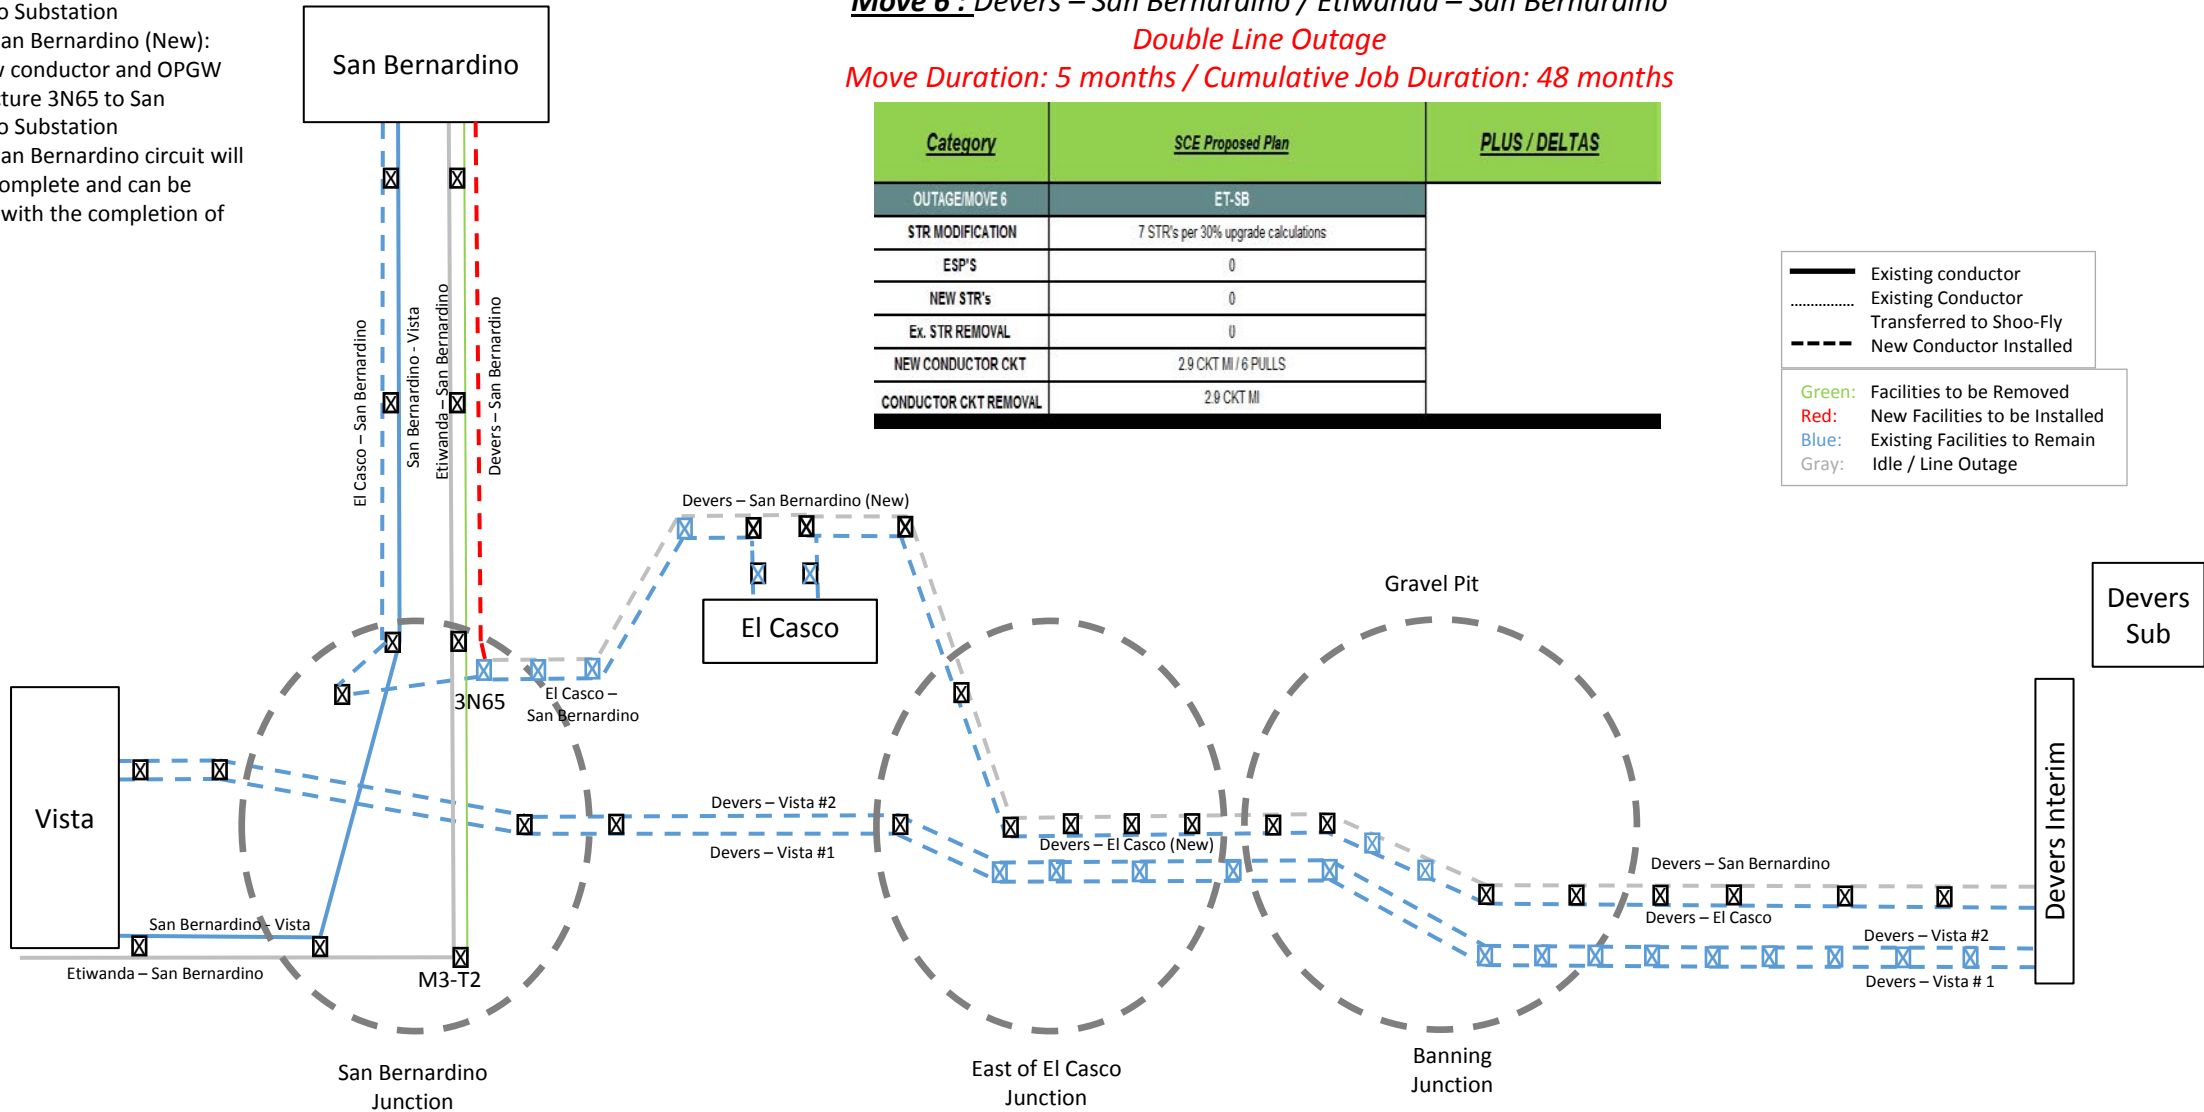 o Substation
an Bernardino (New):
conductor and OPGW
cture 3N65 to San
o Substation
an Bernardino circuit will
omplete and can be
with the completion of
Move 6 : Devers – San Bernardino / Etiwanda – San Bernardino
Double Line Outage
Move Duration: 5 months / Cumulative Job Duration: 48 months
Category SCE Proposed Plan PLUS / DELTAS
OUTAGE/MOVE 6 ET-SB
STR MODIFICATION 7 STR's per 30% upgrade calculations
ESP'S 0
NEW STR's 0
Ex. STR REMOVAL 0
NEW CONDUCTOR CKT 2.9 CKT MI / 6 PULLS
CONDUCTOR CKT REMOVAL 2.9 CKT MI
Existing conductor
Existing Conductor
Transferred to Shoo-Fly
New Conductor Installed
Green: Facilities to be Removed
Red: New Facilities to be Installed
Blue: Existing Facilities to Remain
Gray: Idle / Line Outage
San Bernardino
El Casco – San Bernardino
San Bernardino - Vista
Etiwanda – San Bernardino
Devers – San Bernardino
Devers – San Bernardino (New)
El Casco
Gravel Pit
Devers
Sub
3N65
El Casco –
San Bernardino
Vista
Devers – Vista #2
Devers – Vista #1
Devers – El Casco (New)
Devers – San Bernardino
Devers – El Casco
Devers – Vista #2
Devers – Vista # 1
Devers Interim
San Bernardino - Vista
Etiwanda – San Bernardino
M3-T2
San Bernardino
Junction
East of El Casco
Junction
Banning
Junction